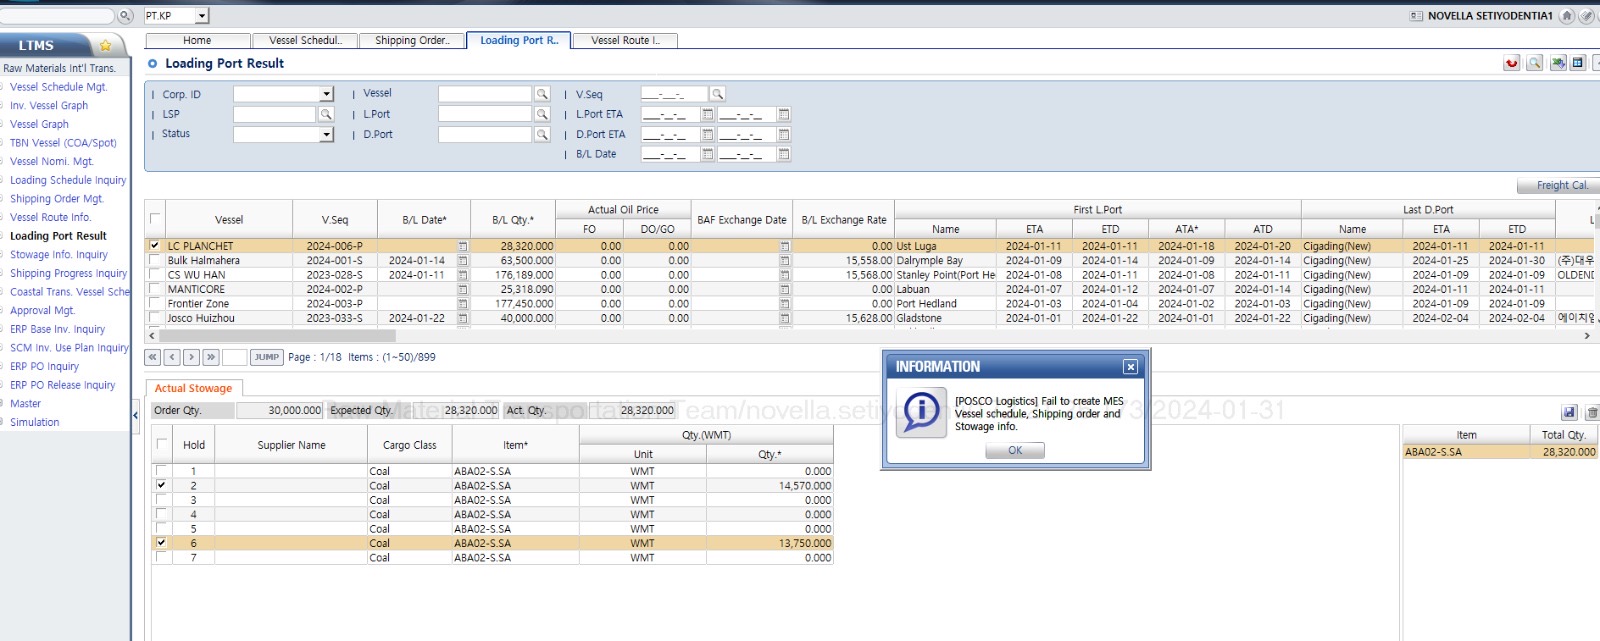 PT.KP
NOVELLA SETIYODENTIA1
LTMS
Home
Vessel Schedul..
Shipping Order..
Loading Port R..
Vessel Route I..
Raw Materials Int'l Trans.
Vessel Schedule Mgt.
Inv. Vessel Graph
Vessel Graph
TBN Vessel (COA/Spot)
Vessel Nomi. Mgt.
Loading Schedule Inquiry
Shipping Order Mgt.
Vessel Route Info.
Loading Port Result
Stowage Info. Inquiry
Shipping Progress Inquiry
Coastal Trans. Vessel Sche
Approval Mgt.
ERP Base Inv. Inquiry
SCM Inv. Use Plan Inquiry
ERP PO Inquiry
ERP PO Release Inquiry
Master
Simulation
Loading Port Result
Corp. ID
Vessel
V.Seq
LSP
L.Port
L.Port ETA
Status
D.Port
D.Port ETA
B/L Date
Freight Cal.
Vessel V.Seq B/L Date* B/L Qty.* Actual Oil Price BAF Exchange Date B/L Exchange Rate First L.Port Last D.Port
FO DO/GO Name ETA ETD ATA* ATD Name ETA ETD
LC PLANCHET 2024-006-P 28,320.000 0.00 0.00 0.00 Ust Luga 2024-01-11 2024-01-11 2024-01-18 2024-01-20 Cigading(New) 2024-01-11 2024-01-11
Bulk Halmahera 2024-001-S 2024-01-14 63,500.000 0.00 0.00 15,558.00 Dalrymple Bay 2024-01-09 2024-01-14 2024-01-09 2024-01-14 Cigading(New) 2024-01-25 2024-01-30 (주)대우
CS WU HAN 2023-028-S 2024-01-11 176,189.000 0.00 0.00 15,568.00 Stanley Point(Port He 2024-01-08 2024-01-11 2024-01-08 2024-01-11 Cigading(New) 2024-01-09 2024-01-09 OLDEND
MANTICORE 2024-002-P 25,318.090 0.00 0.00 0.00 Labuan 2024-01-07 2024-01-12 2024-01-07 2024-01-14 Cigading(New) 2024-01-11 2024-01-11
Frontier Zone 2024-003-P 177,450.000 0.00 0.00 0.00 Port Hedland 2024-01-03 2024-01-04 2024-01-02 2024-01-03 Cigading(New) 2024-01-09 2024-01-09
Josco Huizhou 2023-033-S 2024-01-22 40,000.000 0.00 0.00 15,628.00 Gladstone 2024-01-01 2024-01-22 2024-01-01 2024-01-22 Cigading(New) 2024-02-04 2024-02-04
JUMP Page : 1/18 Items : (1~50)/899
Actual Stowage
Order Qty. 30,000.000 Expected Qty. 28,320.000 Act. Qty. 28,320.000
Hold Supplier Name Cargo Class Item* Qty.(WMT)
Unit Qty.*
1 Coal ABA02-S.SA WMT 0.000
2 Coal ABA02-S.SA WMT 14,570.000
3 Coal ABA02-S.SA WMT 0.000
4 Coal ABA02-S.SA WMT 0.000
5 Coal ABA02-S.SA WMT 0.000
6 Coal ABA02-S.SA WMT 13,750.000
7 Coal ABA02-S.SA WMT 0.000
INFORMATION
[POSCO Logistics] Fail to create MES
Vessel schedule, Shipping order and
Stowage info.
OK
Item Total Qty.
ABA02-S.SA 28,320.000